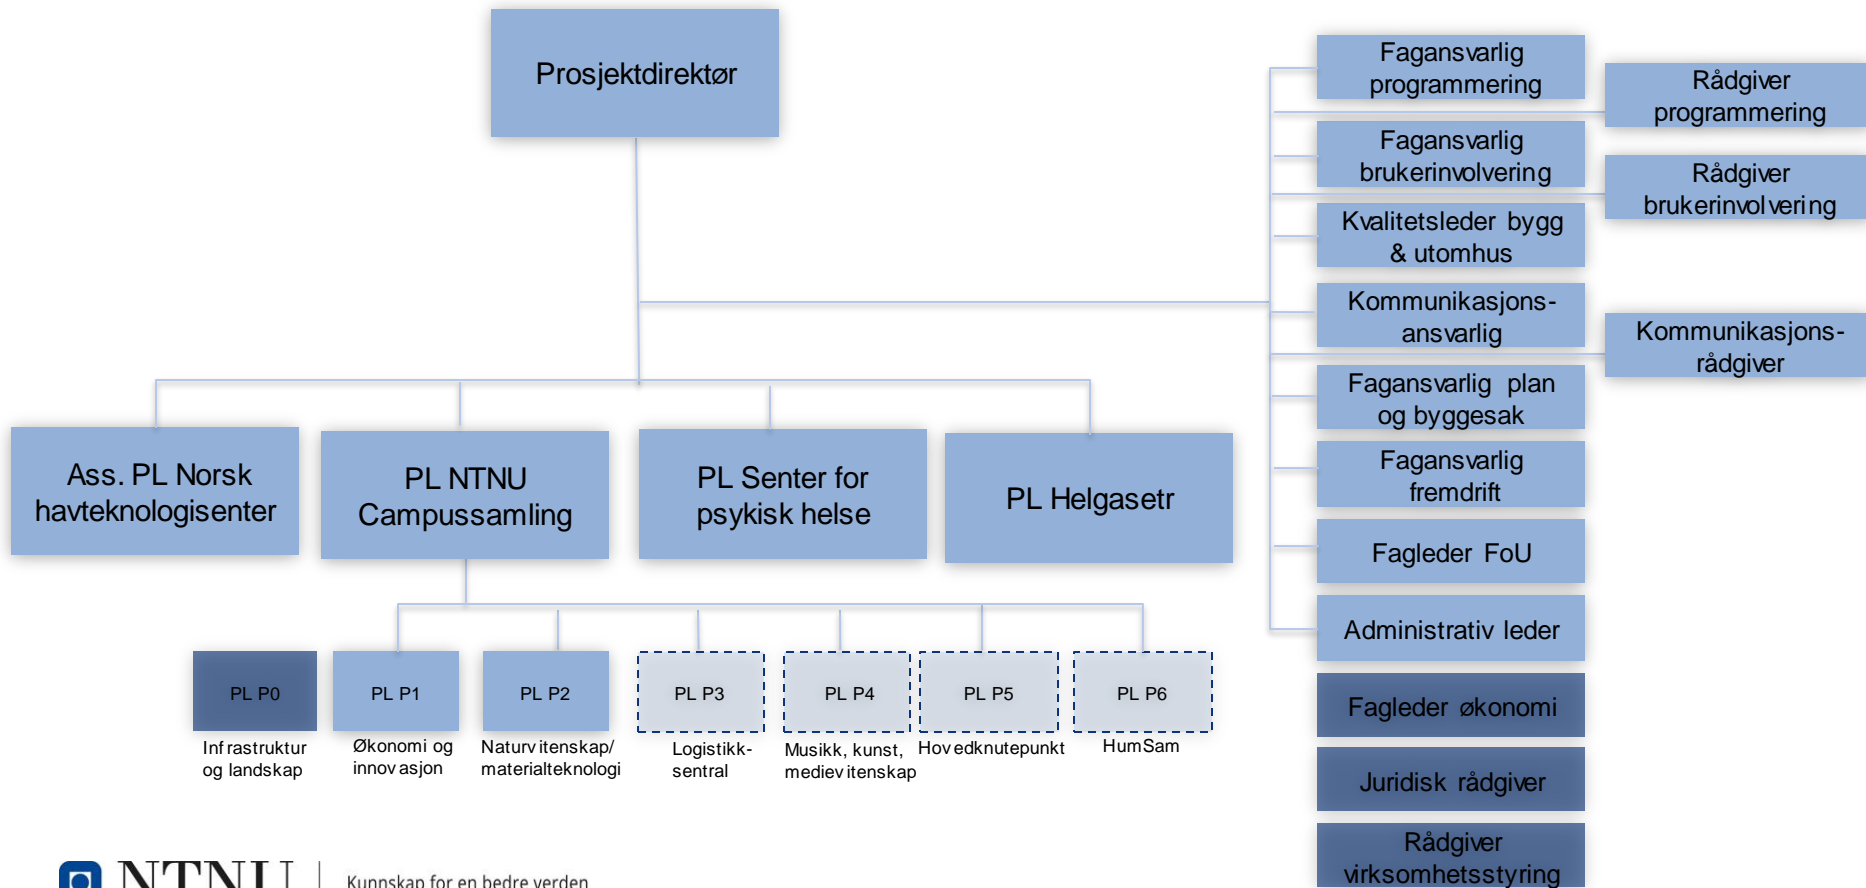 Prosjektdirektør
Fagansvarlig
programmering
Rådgiver
programmering
Fagansvarlig
brukerinvolvering
Rådgiver
brukerinvolvering
Kvalitetsleder bygg
& utomhus
Kommunikasjons-
ansvarlig
Kommunikasjons-
rådgiver
Fagansvarlig plan
og byggesak
Fagansvarlig
fremdrift
Fagleder FoU
Administrativ leder
Fagleder økonomi
Juridisk rådgiver
Rådgiver
virksomhetsstyring
Ass. PL Norsk
havteknologisenter
PL NTNU
Campussamling
PL Senter for
psykisk helse
PL Helgasetr
PL P0
PL P1
PL P2
PL P3
PL P4
PL P5
PL P6
Infrastruktur
og landskap
Økonomi og
innovasjon
Naturvitenskap/
materialteknologi
Logistikk-
sentral
Musikk, kunst,
medievitenskap
Hovedknutepunkt
HumSam
NTNU
Kunnskap for en bedre verden